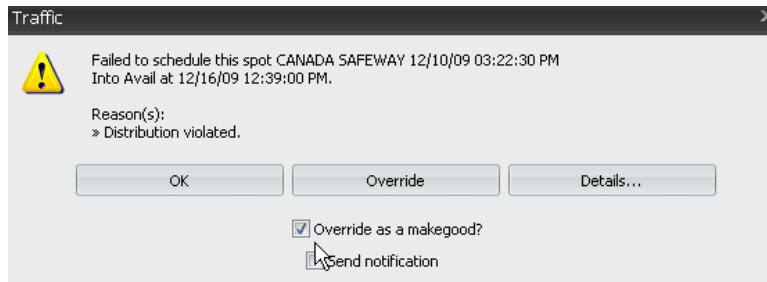 Traffic
Failed to schedule this spot CANADA SAFEWAY 12/10/09 03:22:30 PM
Into Avail at 12/16/09 12:39:00 PM.
Reason(s):
» Distribution violated.
OK Override Details...
Override as a makegood?
Send notification